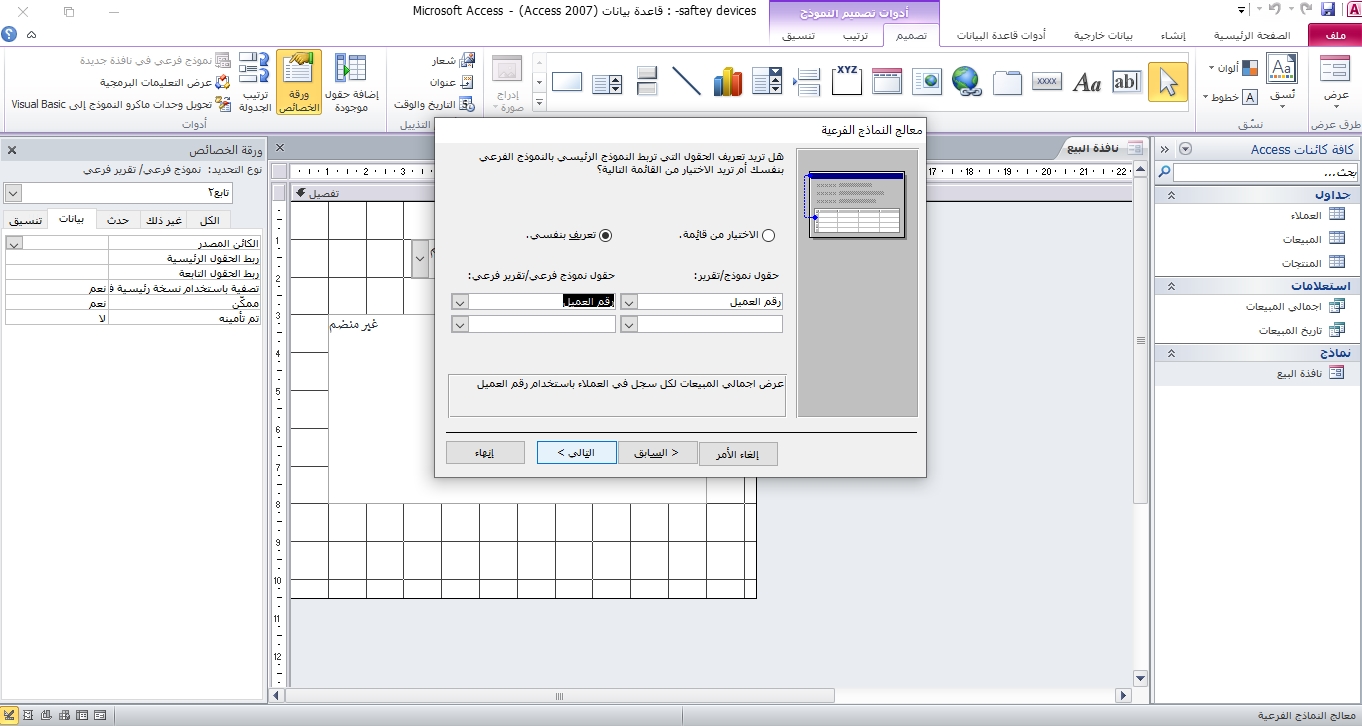 saftey devices- : قاعدة بيانات (Access 2007) - Microsoft Access
أدوات تصميم النموذج
ملف
الصفحة الرئيسية
إنشاء
بيانات خارجية
أدوات قاعدة البيانات
تصميم
ترتيب
تنسيق
عرض
طرق عرض
نُسق
ألوان
خطوط
نسّق
ab|
Aa
XXXX
XYZ
إدراج صورة
شعار
عنوان
التاريخ والوقت
التذييل
إضافة حقول موجودة
ورقة الخصائص
ترتيب الجدولة
نموذج فرعي في نافذة جديدة
عرض التعليمات البرمجية
تحويل وحدات ماكرو النموذج إلى Visual Basic
أدوات
كافة كائنات Access
بحث...
جداول
العملاء
المبيعات
المنتجات
استعلامات
اجمالي المبيعات
تاريخ المبيعات
نماذج
نافذة البيع
نافذة البيع
تفصيل
غير منضم
معالج النماذج الفرعية
هل تريد تعريف الحقول التي تربط النموذج الرئيسي بالنموذج الفرعي
بنفسك أم تريد الاختيار من القائمة التالية؟
الاختيار من قائمة.
تعريف بنفسي.
حقول نموذج/تقرير:
حقول نموذج فرعي/تقرير فرعي:
رقم العميل
رقم العميل
عرض اجمالي المبيعات لكل سجل في العملاء باستخدام رقم العميل
إلغاء الأمر
< السابق
التالي >
إنهاء
ورقة الخصائص
نوع التحديد: نموذج فرعي/ تقرير فرعي
تابع٢
الكل
غير ذلك
حدث
بيانات
تنسيق
الكائن المصدر
ربط الحقول الرئيسية
ربط الحقول التابعة
تصفية باستخدام نسخة رئيسية ف نعم
ممكّن نعم
تم تأمينه لا
معالج النماذج الفرعية